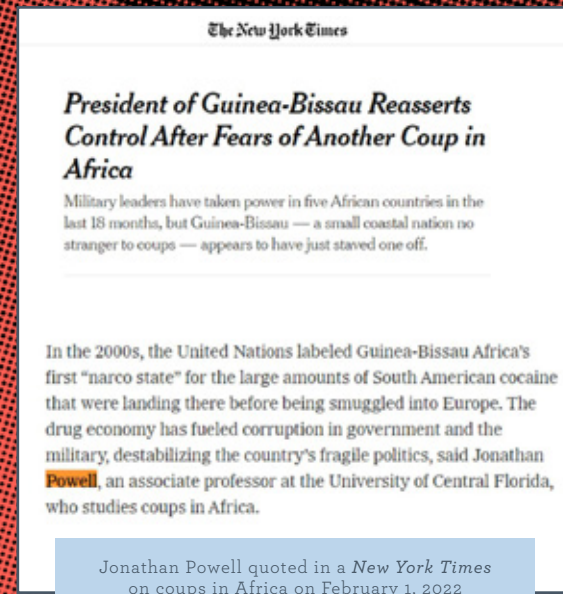 The New York Times
President of Guinea-Bissau Reasserts
Control After Fears of Another Coup in
Africa
Military leaders have taken power in five African countries in the
last 18 months, but Guinea-Bissau — a small coastal nation no
stranger to coups — appears to have just staved one off.
In the 2000s, the United Nations labeled Guinea-Bissau Africa's
first "narco state" for the large amounts of South American cocaine
that were landing there before being smuggled into Europe. The
drug economy has fueled corruption in government and the
military, destabilizing the country's fragile politics, said Jonathan
Powell, an associate professor at the University of Central Florida,
who studies coups in Africa.
Jonathan Powell quoted in a New York Times
on coups in Africa on February 1, 2022